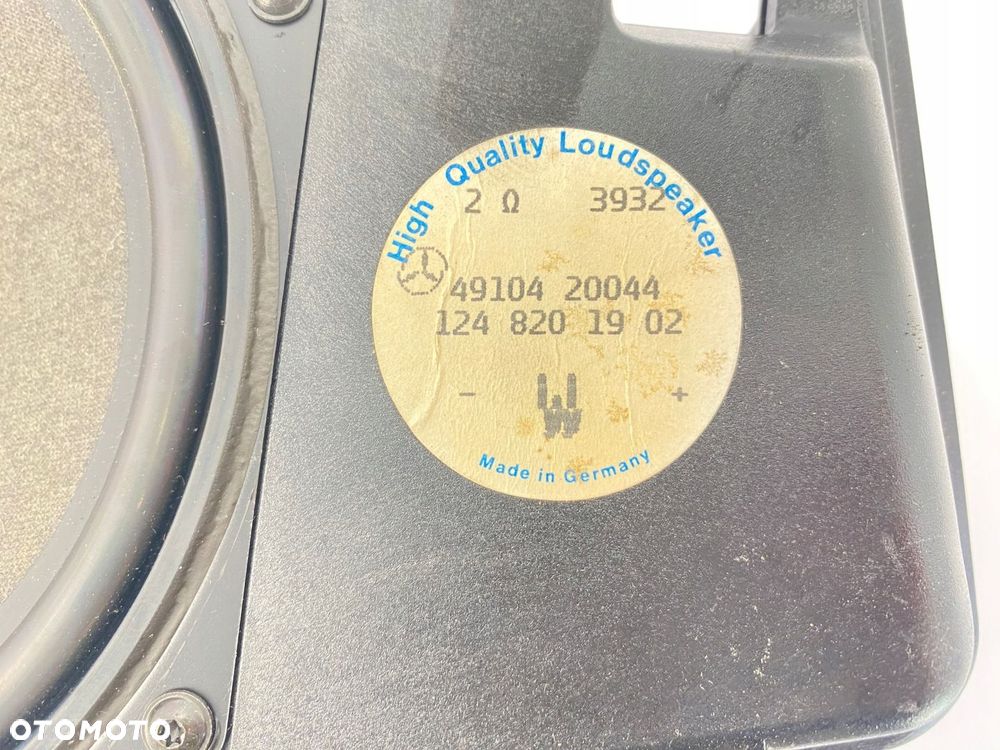 High Quality Loudspeaker
2 Ω 3932
49104 20044
124 820 19 02
- +
Made in Germany
OTOMOTO